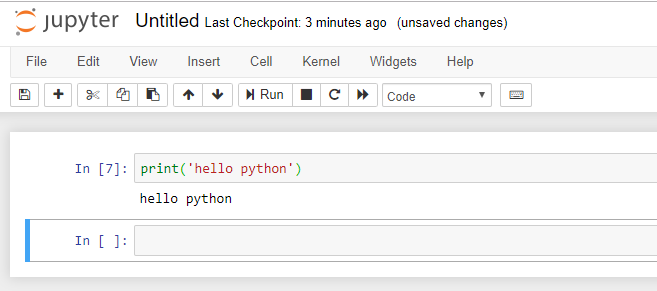 jupyter Untitled Last Checkpoint: 3 minutes ago (unsaved changes)
File Edit View Insert Cell Kernel Widgets Help
Run Code
In [7]: print('hello python')
hello python
In [ ]: